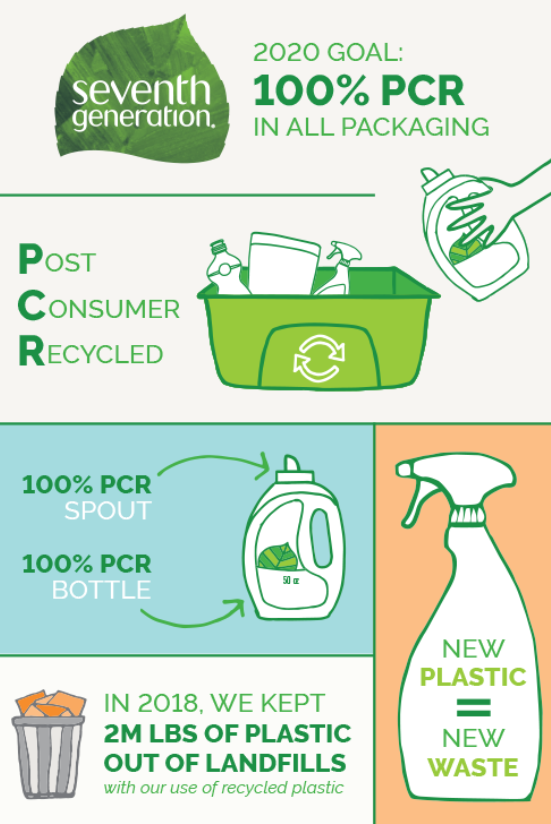 seventh
generation.
2020 GOAL:
100% PCR
IN ALL PACKAGING
POST
CONSUMER
RECYCLED
100% PCR
SPOUT
100% PCR
BOTTLE
50 oz
NEW
PLASTIC
=
NEW
WASTE
IN 2018, WE KEPT
2M LBS OF PLASTIC
OUT OF LANDFILLS
with our use of recycled plastic